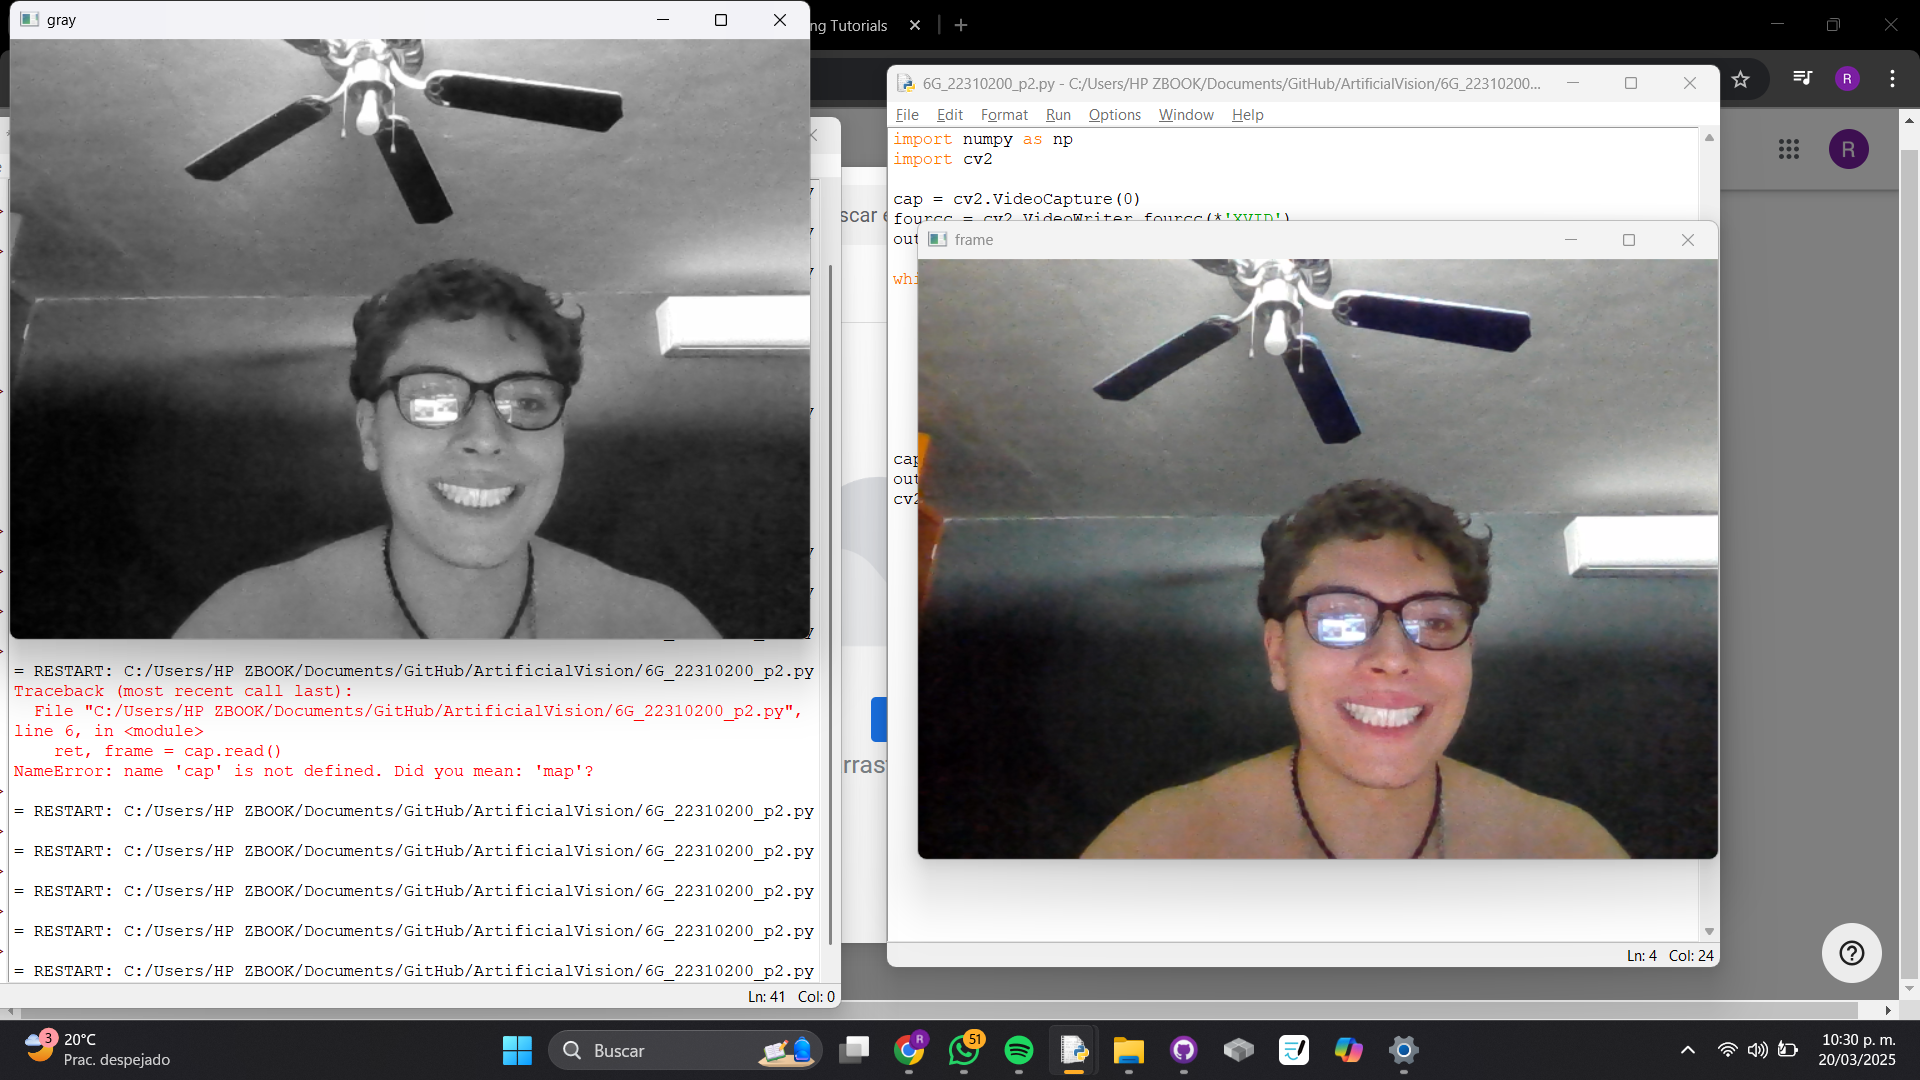 gray
ng Tutorials
6G_22310200_p2.py - C:/Users/HP ZBOOK/Documents/GitHub/ArtificialVision/6G_22310200...
File Edit Format Run Options Window Help
import numpy as np
import cv2
cap = cv2.VideoCapture(0)
fourcc = cv2.VideoWriter_fourcc(*'XVID')
out
whi
cap
out
cv2
frame
R
R
scar
rras
= RESTART: C:/Users/HP ZBOOK/Documents/GitHub/ArtificialVision/6G_22310200_p2.py
Traceback (most recent call last):
File "C:/Users/HP ZBOOK/Documents/GitHub/ArtificialVision/6G_22310200_p2.py",
line 6, in <module>
ret, frame = cap.read()
NameError: name 'cap' is not defined. Did you mean: 'map'?
= RESTART: C:/Users/HP ZBOOK/Documents/GitHub/ArtificialVision/6G_22310200_p2.py
= RESTART: C:/Users/HP ZBOOK/Documents/GitHub/ArtificialVision/6G_22310200_p2.py
= RESTART: C:/Users/HP ZBOOK/Documents/GitHub/ArtificialVision/6G_22310200_p2.py
= RESTART: C:/Users/HP ZBOOK/Documents/GitHub/ArtificialVision/6G_22310200_p2.py
= RESTART: C:/Users/HP ZBOOK/Documents/GitHub/ArtificialVision/6G_22310200_p2.py
Ln: 41 Col: 0
Ln: 4 Col: 24
3
20°C
Prac. despejado
Buscar
R
51
10:30 p. m.
20/03/2025